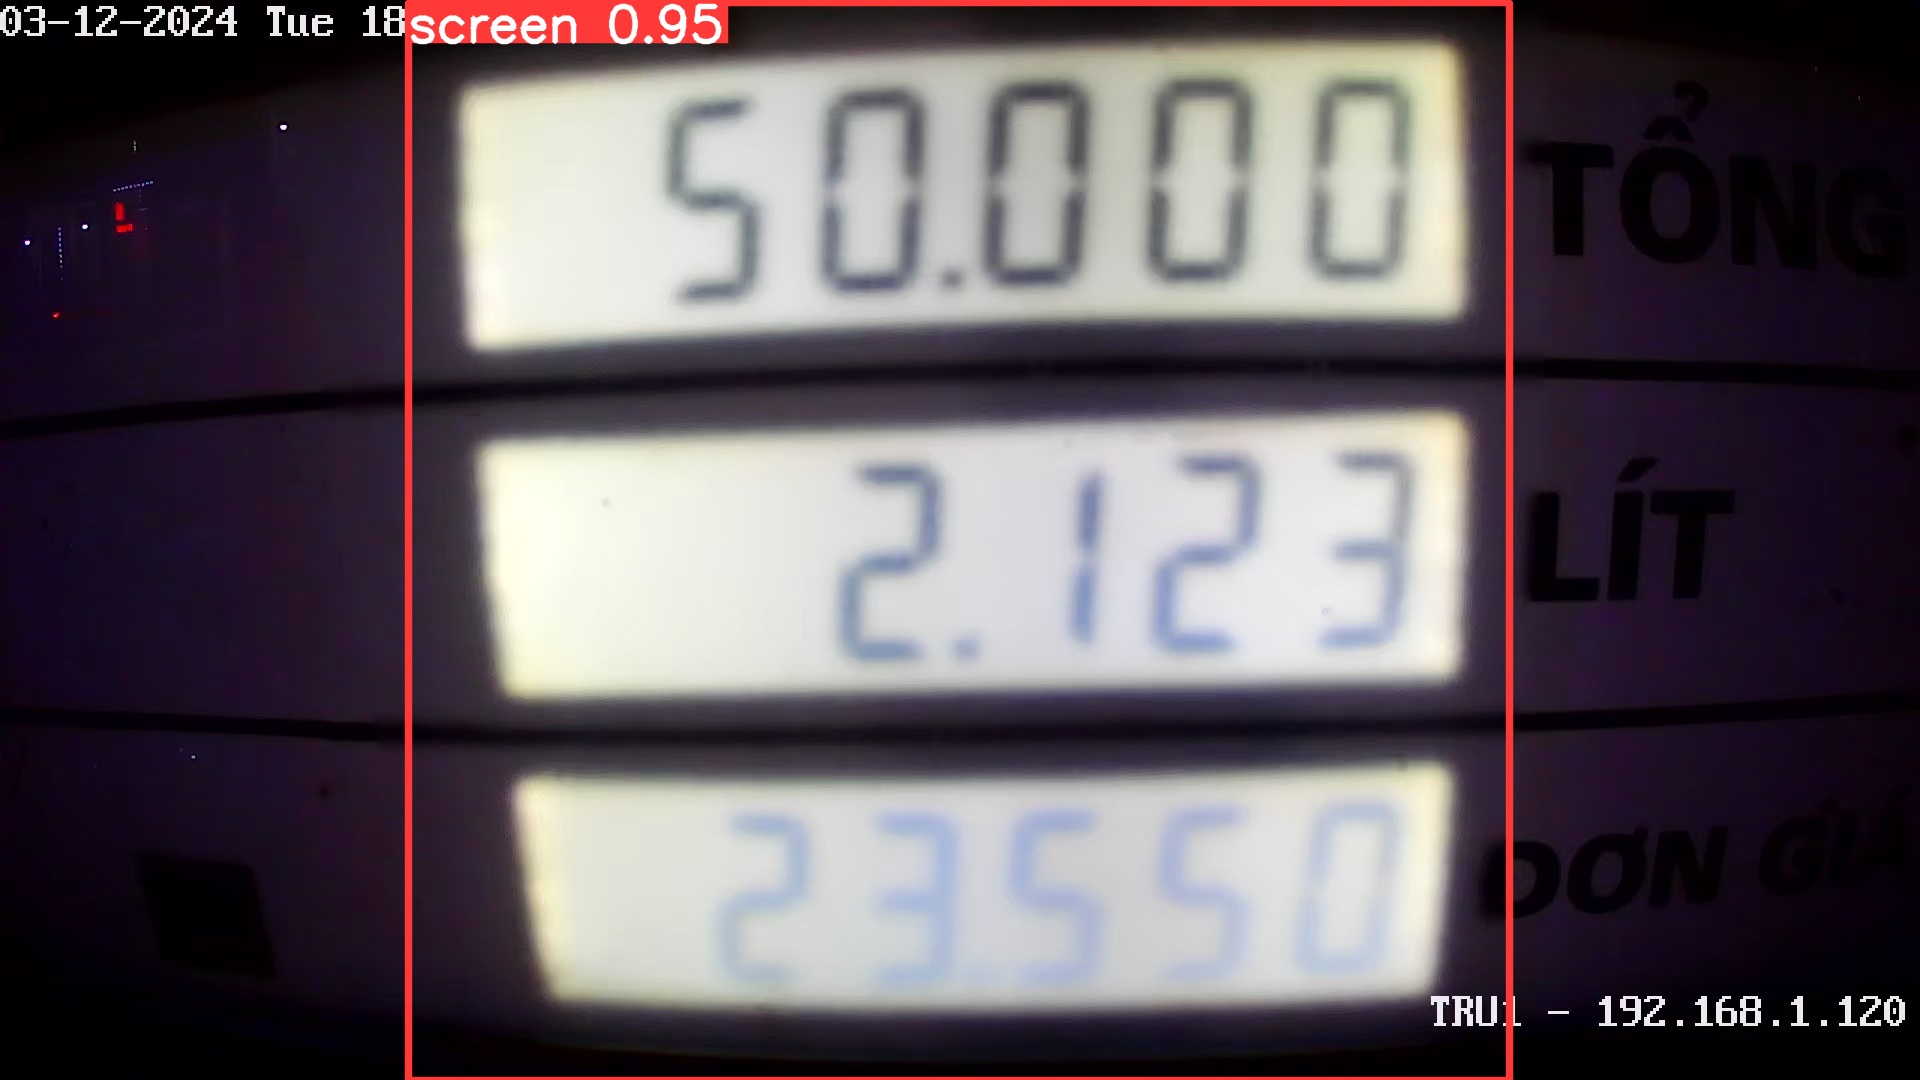 03-12-2024 Tue 18
screen 0.95
50.000 TỔNG
2.123 LÍT
23.550 ĐƠN GIÁ
TRU1 - 192.168.1.120